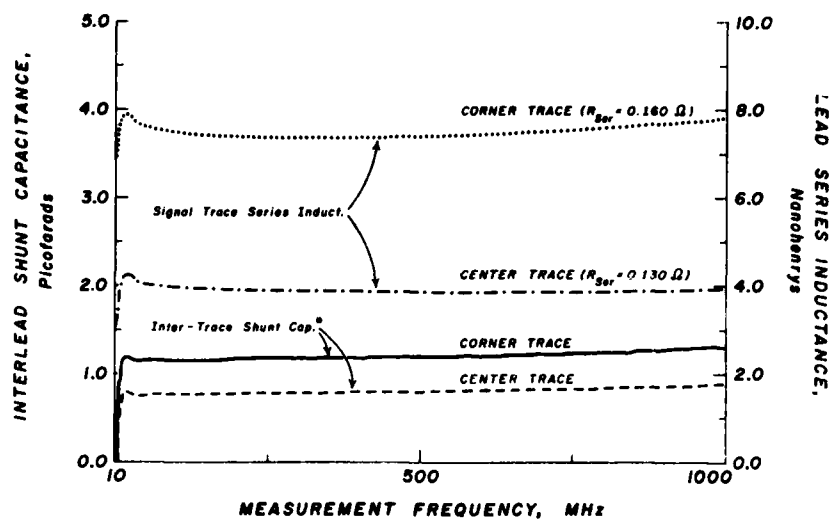 INTERLEAD SHUNT CAPACITANCE,
Picofarads
5.0
4.0
3.0
2.0
1.0
0.0
10
500
1000
MEASUREMENT FREQUENCY, MHz
10.0
8.0
6.0
4.0
2.0
0.0
LEAD SERIES INDUCTANCE,
Nanohenrys
CORNER TRACE (R_Ser = 0.160 Ω)
Signal Trace Series Induct.
CENTER TRACE (R_Ser = 0.130 Ω)
Inter-Trace Shunt Cap.*
CORNER TRACE
CENTER TRACE